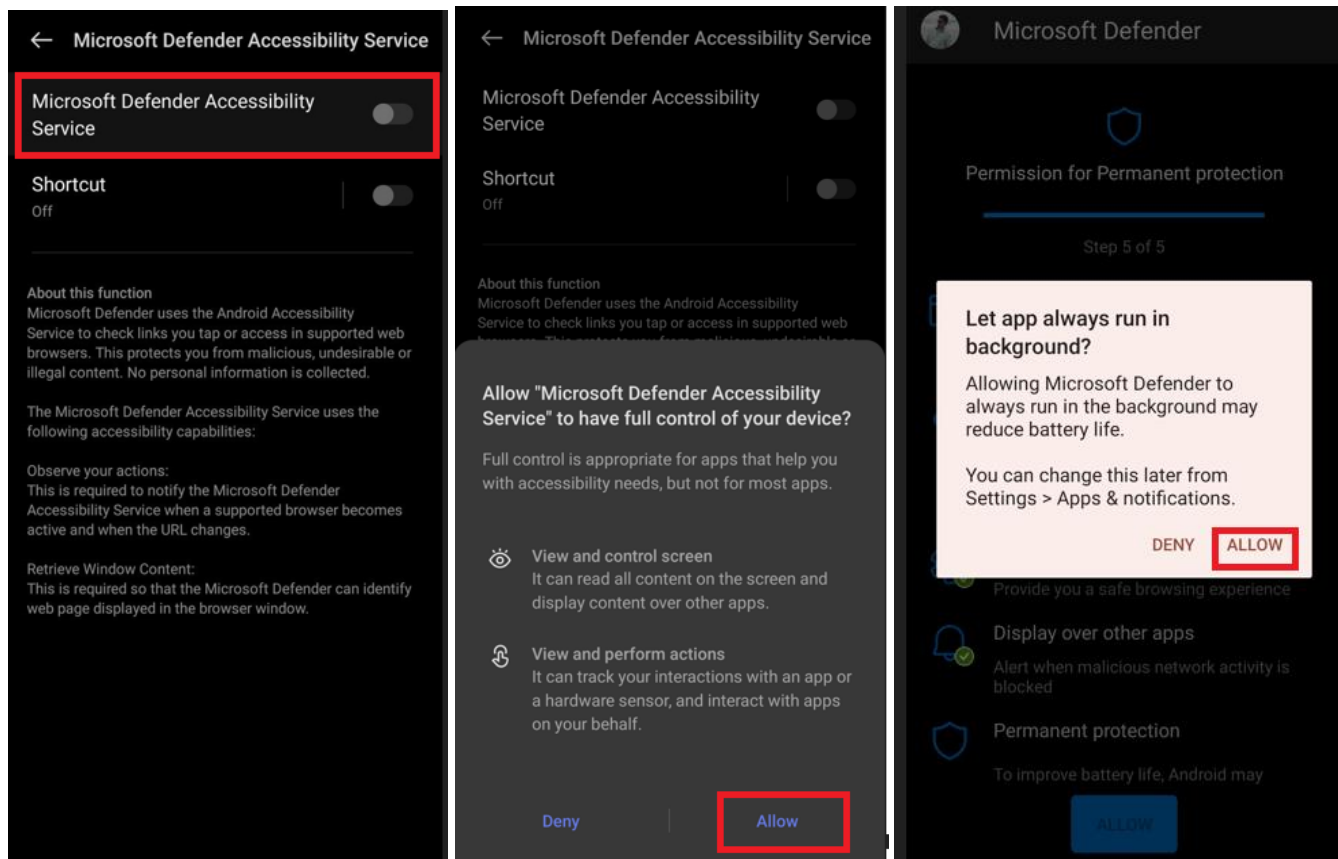 Microsoft Defender Accessibility Service
Microsoft Defender Accessibility
Service
Shortcut
Off
About this function
Microsoft Defender uses the Android Accessibility
Service to check links you tap or access in supported web
browsers. This protects you from malicious, undesirable or
illegal content. No personal information is collected.
The Microsoft Defender Accessibility Service uses the
following accessibility capabilities:
Observe your actions:
This is required to notify the Microsoft Defender
Accessibility Service when a supported browser becomes
active and when the URL changes.
Retrieve Window Content:
This is required so that the Microsoft Defender can identify
web page displayed in the browser window.
Microsoft Defender Accessibility Service
Microsoft Defender Accessibility
Service
Shortcut
Off
About this function
Microsoft Defender uses the Android Accessibility
Service to check links you tap or access in supported web
Allow "Microsoft Defender Accessibility
Service" to have full control of your device?
Full control is appropriate for apps that help you
with accessibility needs, but not for most apps.
View and control screen
It can read all content on the screen and
display content over other apps.
View and perform actions
It can track your interactions with an app or
a hardware sensor, and interact with apps
on your behalf.
Deny
Allow
Microsoft Defender
Permission for Permanent protection
Step 5 of 5
Let app always run in
background?
Allowing Microsoft Defender to
always run in the background may
reduce battery life.
You can change this later from
Settings > Apps & notifications.
DENY
ALLOW
Provide you a safe browsing experience
Display over other apps
Alert when malicious network activity is
blocked
Permanent protection
To improve battery life, Android may
ALLOW